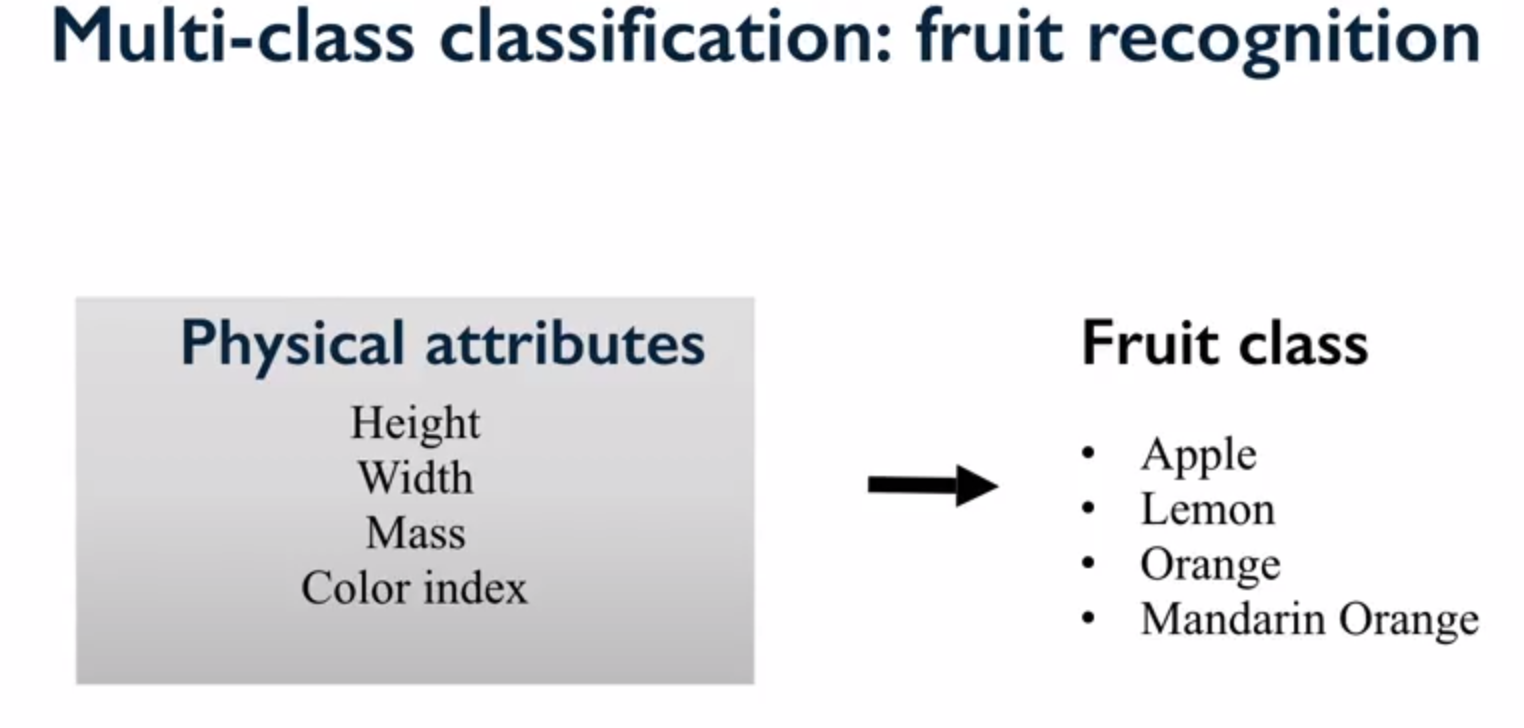 Multi-class classification: fruit recognition
Physical attributes
Height
Width
Mass
Color index
Fruit class
• Apple
• Lemon
• Orange
• Mandarin Orange